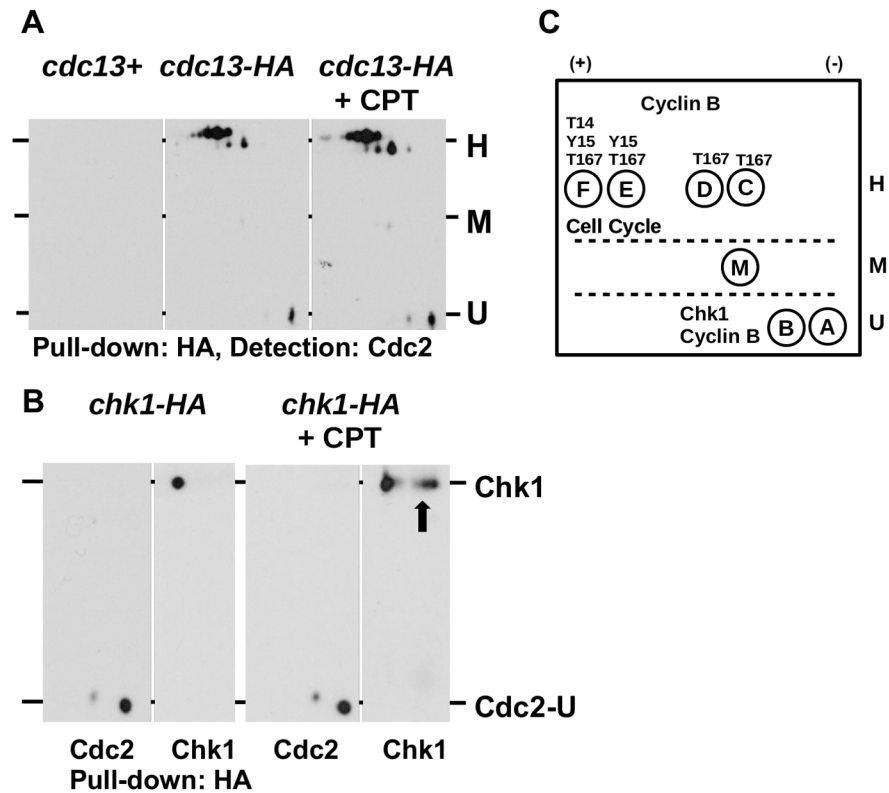 A
cdc13+ cdc13-HA cdc13-HA
+ CPT
H
M
U
Pull-down: HA, Detection: Cdc2
B
chk1-HA chk1-HA
+ CPT
Chk1
Cdc2-U
Cdc2 Chk1 Cdc2 Chk1
Pull-down: HA
C
(+) (-)
Cyclin B
T14
Y15 Y15
T167 T167 T167 T167
F E D C H
Cell Cycle
M M
Chk1
Cyclin B B A U